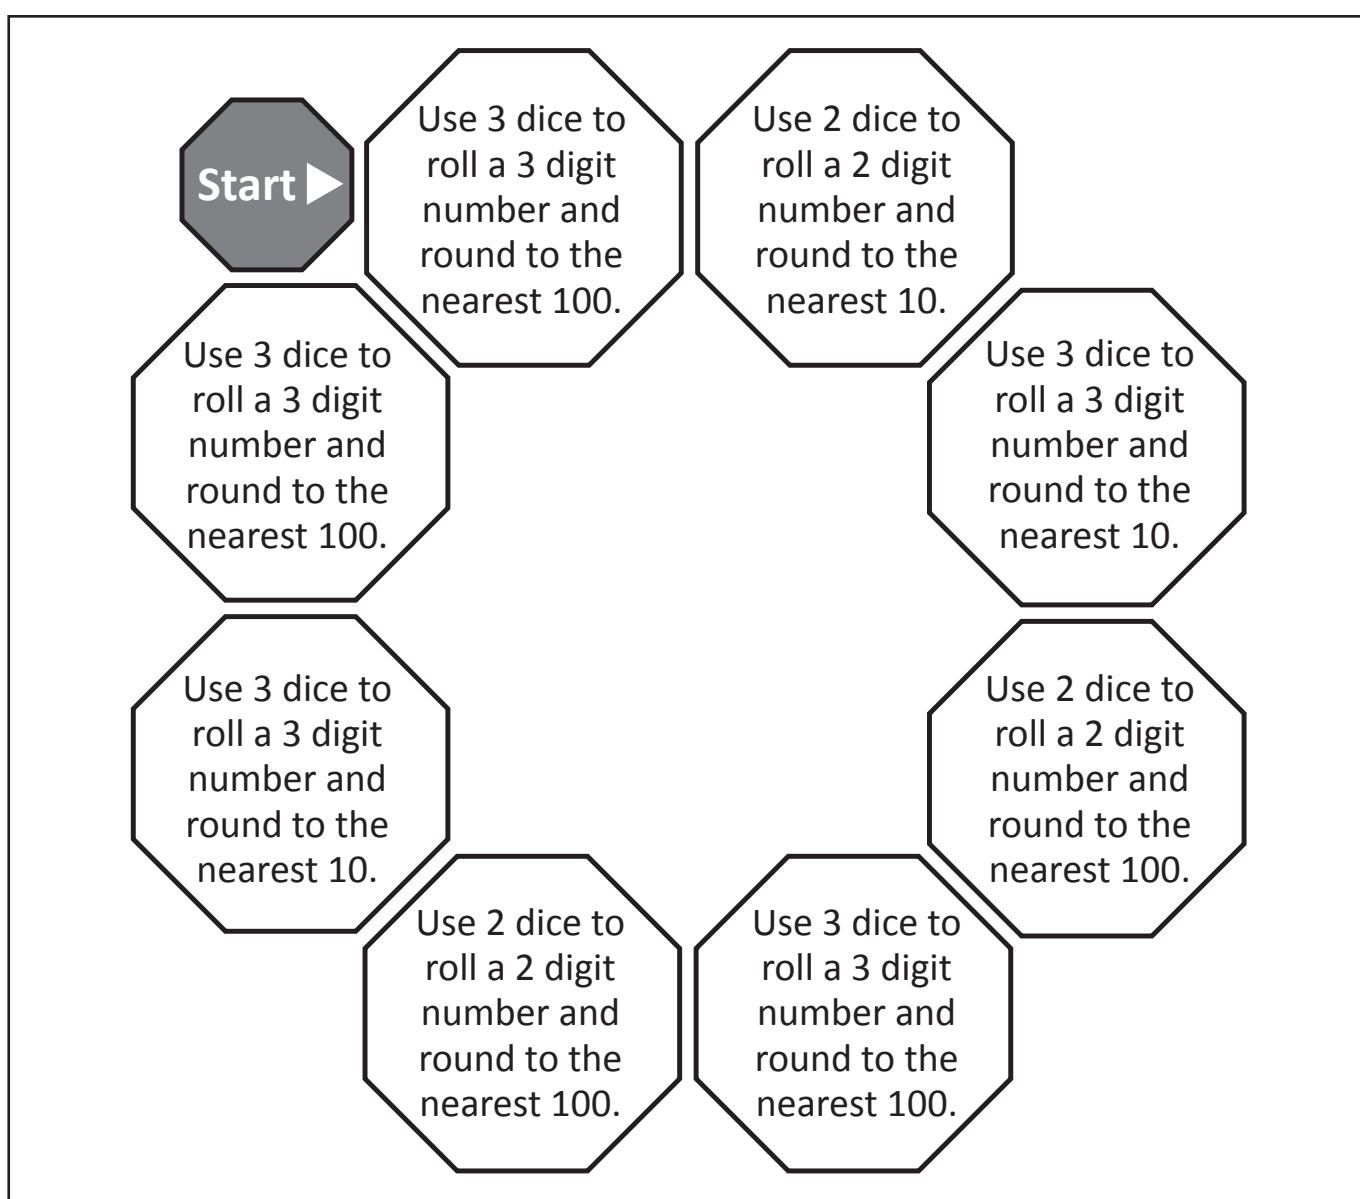 Start
Use 3 dice to
roll a 3 digit
number and
round to the
nearest 100.
Use 2 dice to
roll a 2 digit
number and
round to the
nearest 10.
Use 3 dice to
roll a 3 digit
number and
round to the
nearest 10.
Use 2 dice to
roll a 2 digit
number and
round to the
nearest 100.
Use 3 dice to
roll a 3 digit
number and
round to the
nearest 100.
Use 2 dice to
roll a 2 digit
number and
round to the
nearest 100.
Use 3 dice to
roll a 3 digit
number and
round to the
nearest 10.
Use 3 dice to
roll a 3 digit
number and
round to the
nearest 100.